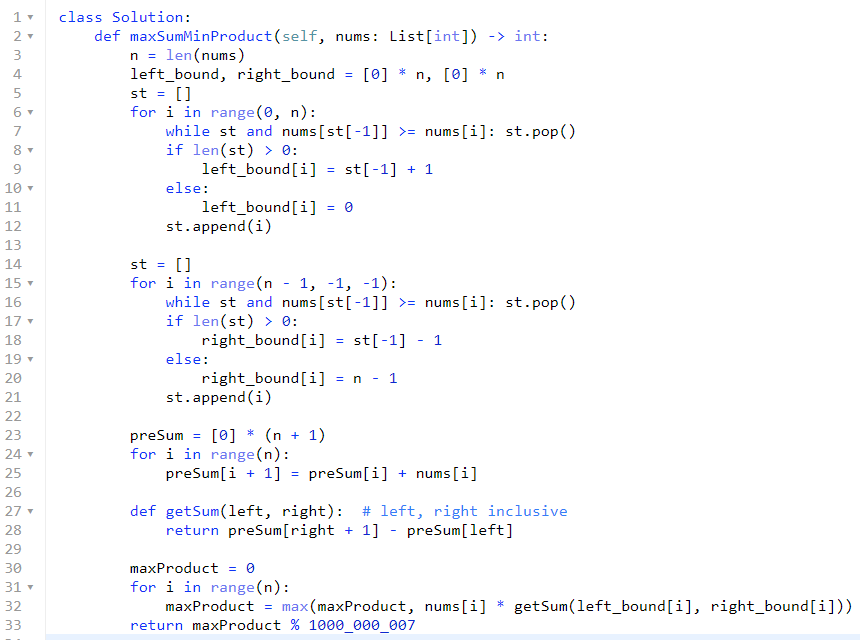 1 class Solution:
2     def maxSumMinProduct(self, nums: List[int]) -> int:
3         n = len(nums)
4         left_bound, right_bound = [0] * n, [0] * n
5         st = []
6         for i in range(0, n):
7             while st and nums[st[-1]] >= nums[i]: st.pop()
8             if len(st) > 0:
9                 left_bound[i] = st[-1] + 1
10             else:
11                 left_bound[i] = 0
12             st.append(i)
13
14         st = []
15         for i in range(n - 1, -1, -1):
16             while st and nums[st[-1]] >= nums[i]: st.pop()
17             if len(st) > 0:
18                 right_bound[i] = st[-1] - 1
19             else:
20                 right_bound[i] = n - 1
21             st.append(i)
22
23         preSum = [0] * (n + 1)
24         for i in range(n):
25             preSum[i + 1] = preSum[i] + nums[i]
26
27         def getSum(left, right):  # left, right inclusive
28             return preSum[right + 1] - preSum[left]
29
30         maxProduct = 0
31         for i in range(n):
32             maxProduct = max(maxProduct, nums[i] * getSum(left_bound[i], right_bound[i]))
33         return maxProduct % 1000_000_007